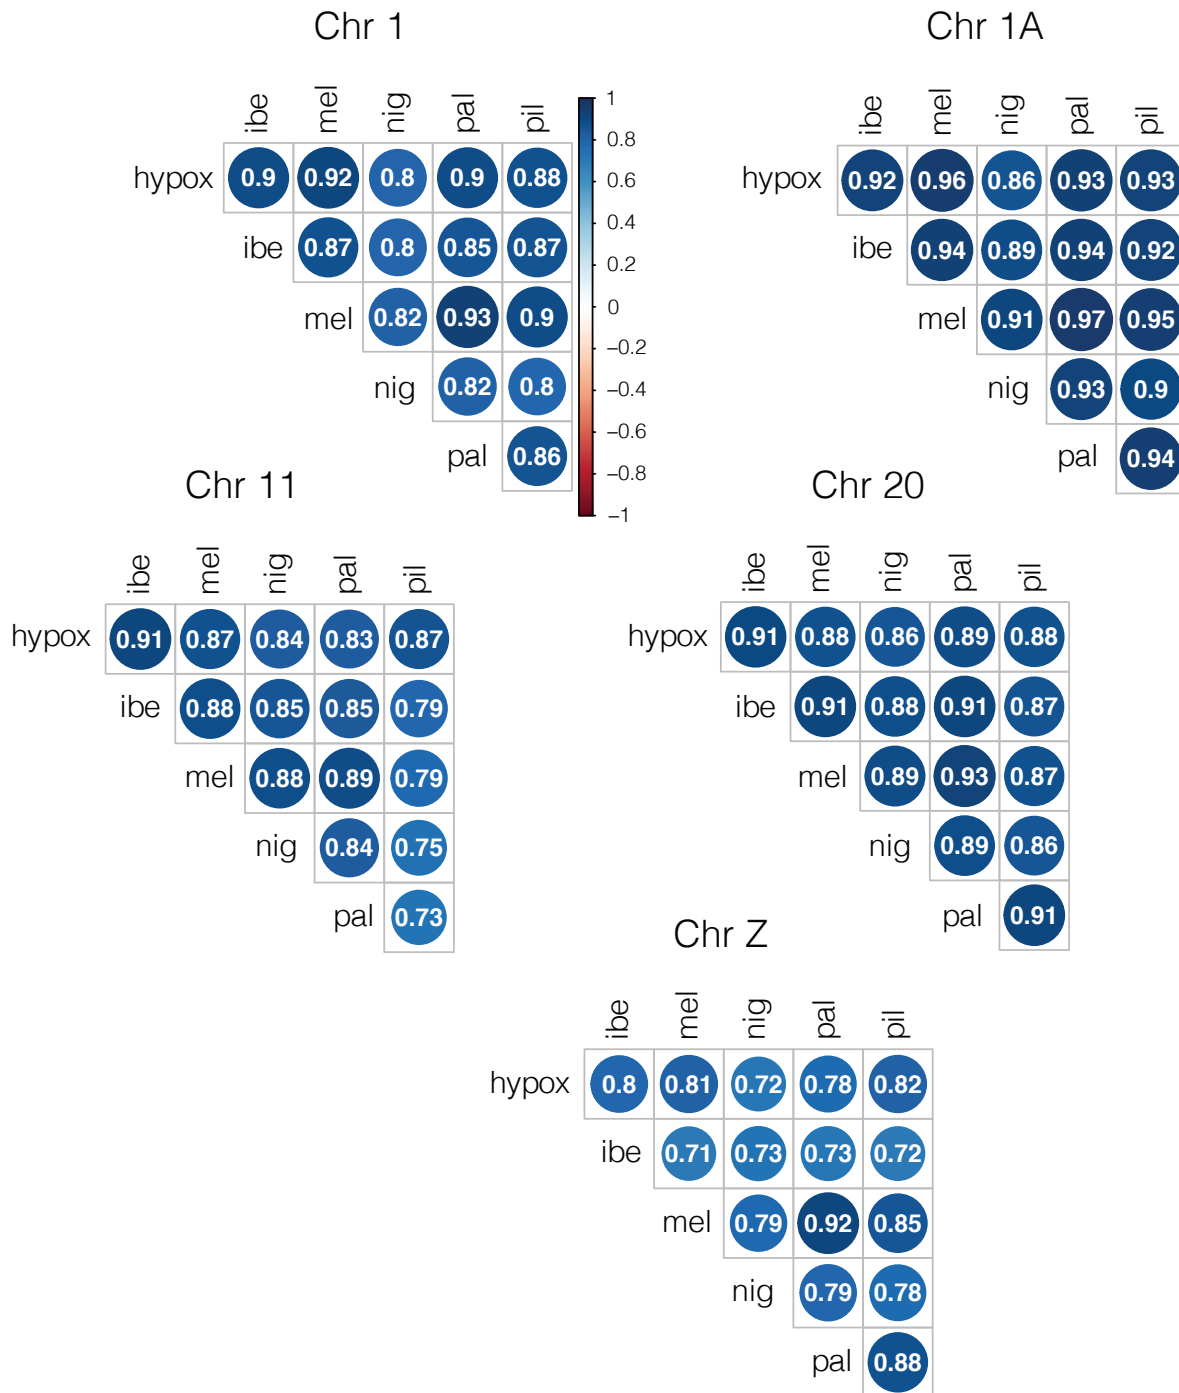 Chr 1
ibe mel nig pal pil
hypox 0.9 0.92 0.8 0.9 0.88
ibe 0.87 0.8 0.85 0.87
mel 0.82 0.93 0.9
nig 0.82 0.8
pal 0.86
1
0.8
0.6
0.4
0.2
0
−0.2
−0.4
−0.6
−0.8
−1
Chr 1A
ibe mel nig pal pil
hypox 0.92 0.96 0.86 0.93 0.93
ibe 0.94 0.89 0.94 0.92
mel 0.91 0.97 0.95
nig 0.93 0.9
pal 0.94
Chr 11
ibe mel nig pal pil
hypox 0.91 0.87 0.84 0.83 0.87
ibe 0.88 0.85 0.85 0.79
mel 0.88 0.89 0.79
nig 0.84 0.75
pal 0.73
Chr 20
ibe mel nig pal pil
hypox 0.91 0.88 0.86 0.89 0.88
ibe 0.91 0.88 0.91 0.87
mel 0.89 0.93 0.87
nig 0.89 0.86
pal 0.91
Chr Z
ibe mel nig pal pil
hypox 0.8 0.81 0.72 0.78 0.82
ibe 0.71 0.73 0.73 0.72
mel 0.79 0.92 0.85
nig 0.79 0.78
pal 0.88